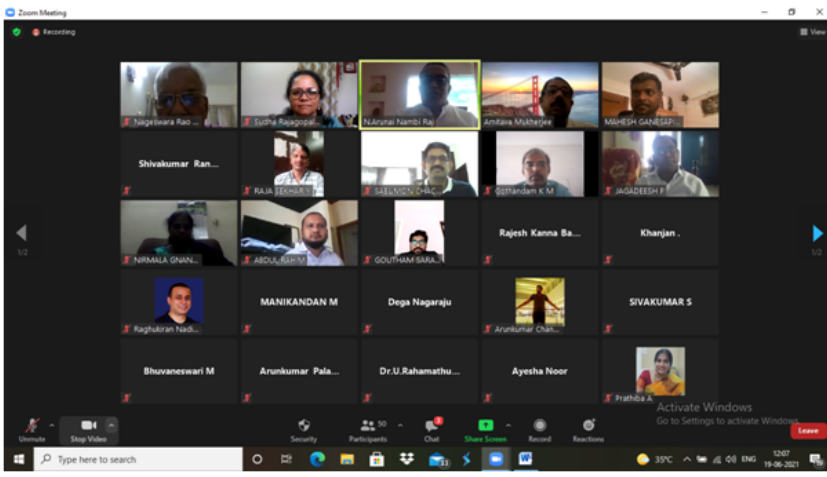 Zoom Meeting
Recording
View
Nageswara Rao ...
Sudha Rajagopal...
N.Arunai Nambi Raj
Amitava Mukherjee
MAHESH GANESAP...
Shivakumar Ran...
RAJA SEKHAR
CHAC...
Gothandam K M
JAGADEESH P
NIRMALA GNAN...
ABDUL RAHIM
GOUTHAM SARA...
Rajesh Kanna Ba...
Khanjan .
1/2
1/2
Raghukiran Nadi...
MANIKANDAN M
Dega Nagaraju
Arunkumar Chan...
SIVAKUMAR S
Bhuvaneswari M
Arunkumar Pala...
Dr.U.Rahamathu...
Ayesha Noor
Prathiba A
Activate Windows
Go to Settings to activate Windows.
Unmute
Stop Video
Security
50
Participants
Chat
Share Screen
Record
Reactions
Leave
Type here to search
35°C
ENG
12:07
19-06-2021